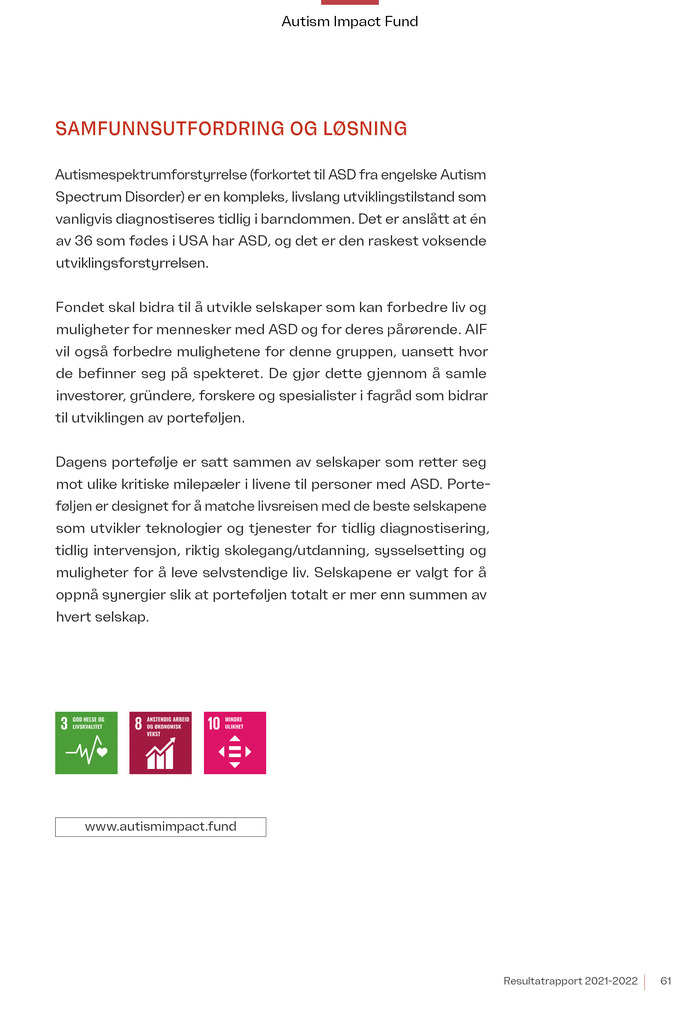 Autism Impact Fund
SAMFUNNSUTFORDRING OG LØSNING
Autismespektrumforstyrrelse (forkortet til ASD fra engelske Autism
Spectrum Disorder) er en kompleks, livslang utviklingstilstand som
vanligvis diagnostiseres tidlig i barndommen. Det er anslått at én
av 36 som fødes i USA har ASD, og det er den raskest voksende
utviklingsforstyrrelsen.
Fondet skal bidra til å utvikle selskaper som kan forbedre liv og
muligheter for mennesker med ASD og for deres pårørende. AIF
vil også forbedre mulighetene for denne gruppen, uansett hvor
de befinner seg på spekteret. De gjør dette gjennom å samle
investorer, gründere, forskere og spesialister i fagråd som bidrar
til utviklingen av porteføljen.
Dagens portefølje er satt sammen av selskaper som retter seg
mot ulike kritiske milepæler i livene til personer med ASD. Porte-
føljen er designet for å matche livsreisen med de beste selskapene
som utvikler teknologier og tjenester for tidlig diagnostisering,
tidlig intervensjon, riktig skolegang/utdanning, sysselsetting og
muligheter for å leve selvstendige liv. Selskapene er valgt for å
oppnå synergier slik at porteføljen totalt er mer enn summen av
hvert selskap.
3 GOD HELSE OG
LIVSKVALITET
8 ANSTENDIG ARBEID
OG ØKONOMISK
VEKST
10 MINDRE
ULIKHET
www.autismimpact.fund
Resultatrapport 2021-2022 61